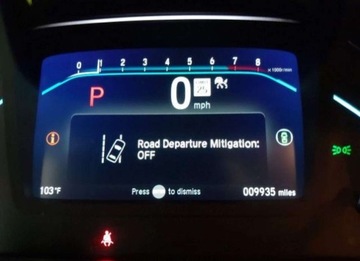 0 1 2 3 4 5 6 7 8 x 1000r/min
P 0
mph
Road Departure Mitigation:
OFF
103°F Press to dismiss 009935 miles